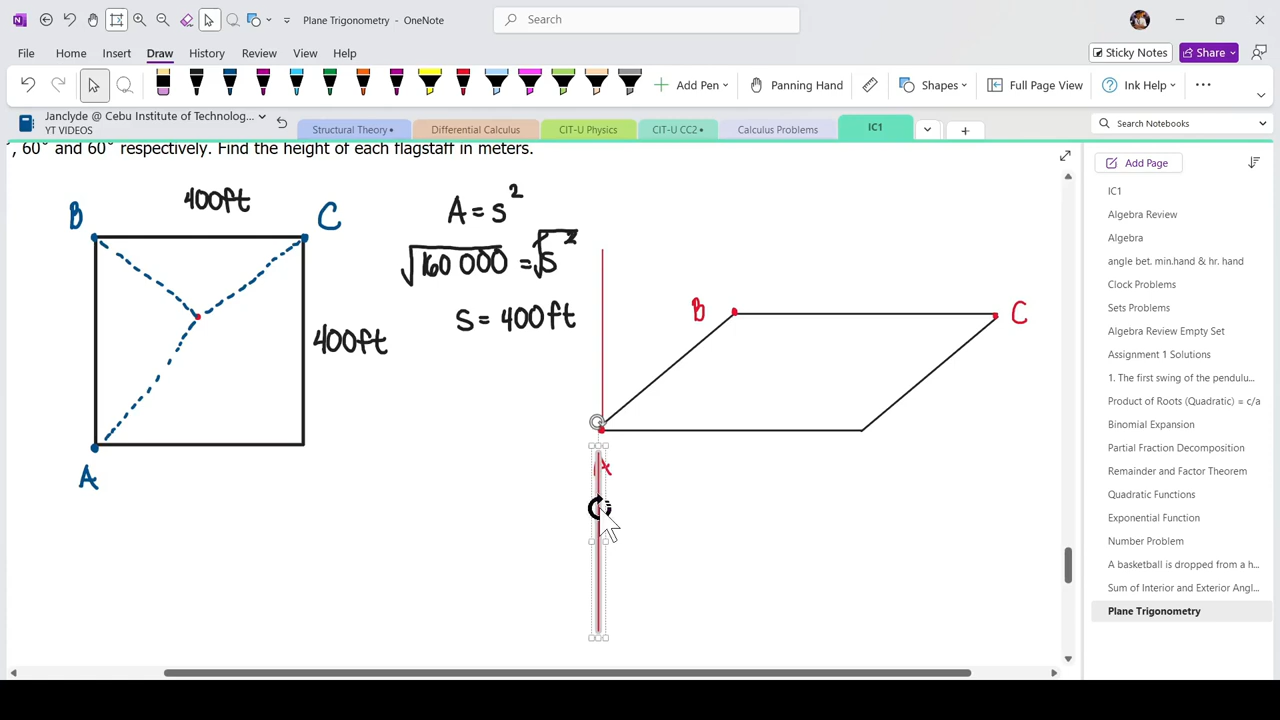 Plane Trigonometry - OneNote
Search
File Home Insert Draw History Review View Help
Sticky Notes
Share
Add Pen
Panning Hand
Shapes
Full Page View
Ink Help
Janclyde @ Cebu Institute of Technolog...
YT VIDEOS
Structural Theory
Differential Calculus
CIT-U Physics
CIT-U CC2
Calculus Problems
IC1
Search Notebooks
, 60° and 60° respectively. Find the height of each flagstaff in meters.
400ft
B
C
400ft
A
A = s²
√160 000 = √s²
s = 400ft
B
C
A
Add Page
IC1
Algebra Review
Algebra
angle bet. min.hand & hr. hand
Clock Problems
Sets Problems
Algebra Review Empty Set
Assignment 1 Solutions
1. The first swing of the pendulu...
Product of Roots (Quadratic) = c/a
Binomial Expansion
Partial Fraction Decomposition
Remainder and Factor Theorem
Quadratic Functions
Exponential Function
Number Problem
A basketball is dropped from a h...
Sum of Interior and Exterior Angl...
Plane Trigonometry